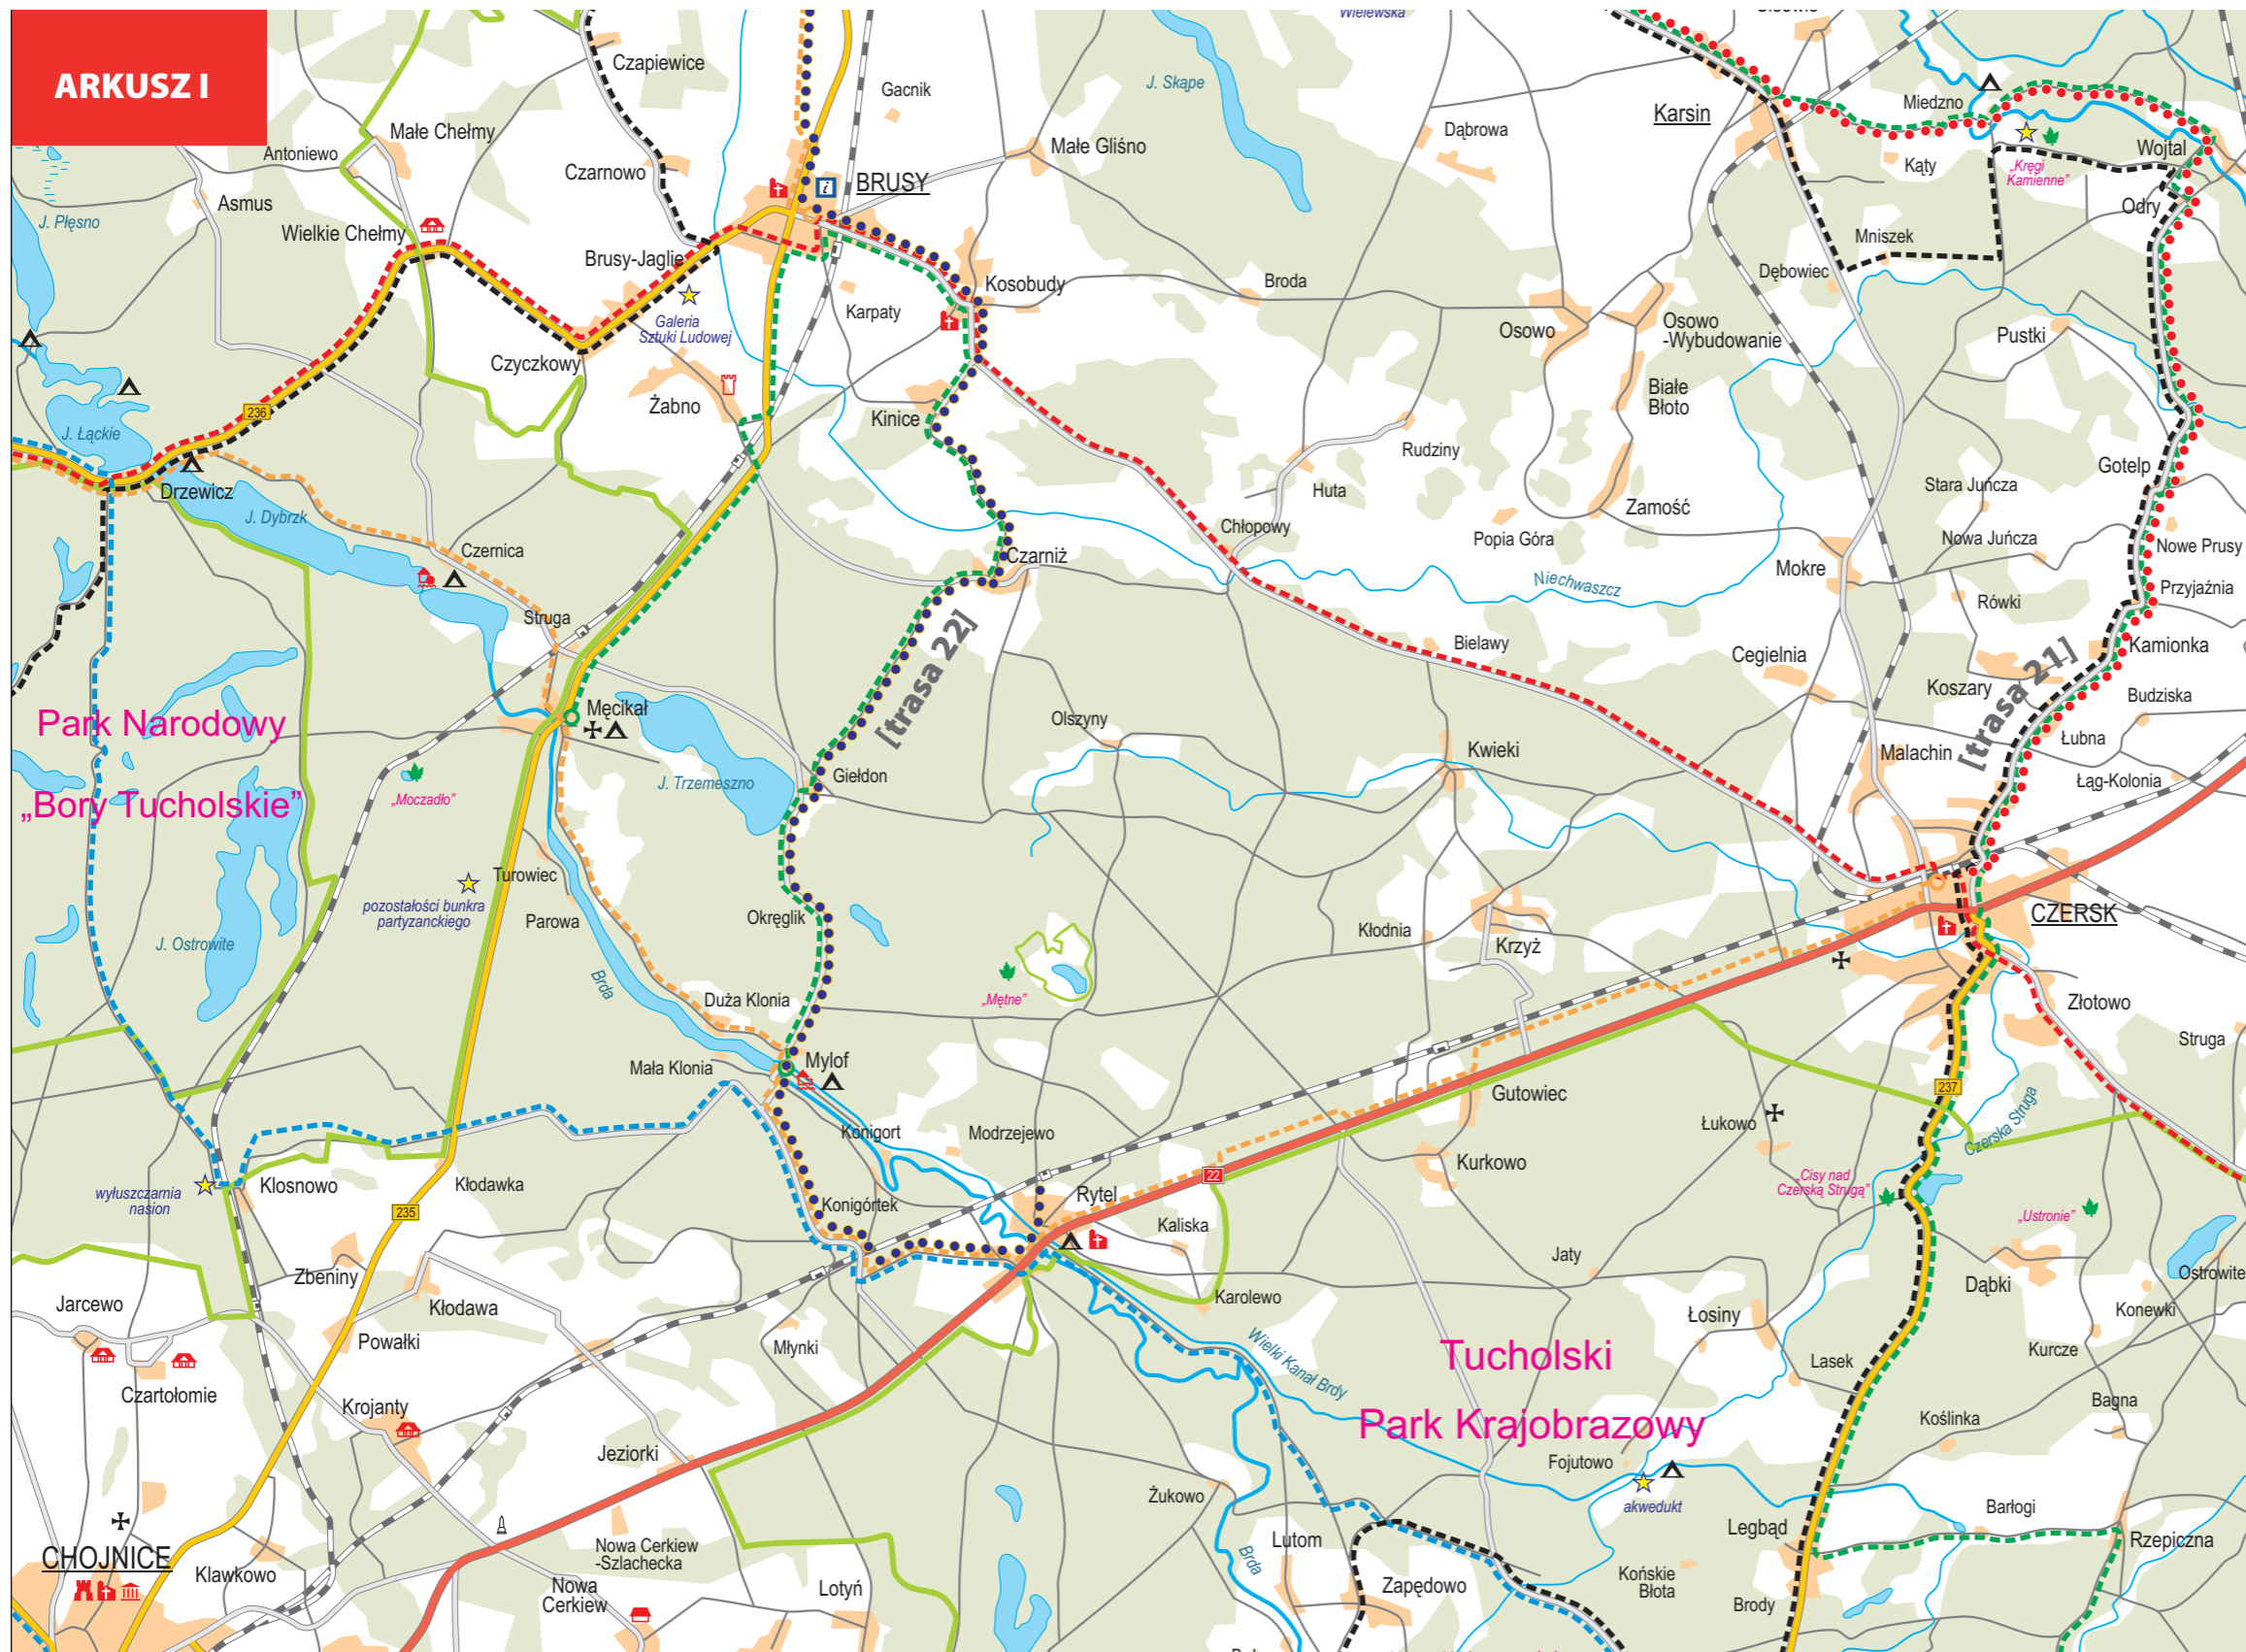 ARKUSZ I
Wielewska
Czapiewice
Gacnik
J. Skąpe
Karsin
Miedzno
Małe Chełmy
Antoniewo
Czarnowo
Małe Gliśno
Dąbrowa
Kąty
„Kręgi
Kamienne”
Wojtal
BRUSY
Asmus
J. Płęsno
Wielkie Chełmy
Odry
Mniszek
Brusy-Jaglie
Kosobudy
Broda
Dębowiec
Karpaty
Galeria
Sztuki Ludowej
Osowo
Osowo
-Wybudowanie
Pustki
Czyczkowy
Żabno
Kinice
Białe
Błoto
236
J. Łąckie
Rudziny
Gotelp
Drzewicz
Huta
Stara Juńcza
J. Dybrzk
Zamość
Chłopowy
Popia Góra
Nowa Juńcza
Nowe Prusy
Czernica
Czarniż
Mokre
Niechwaszcz
Przyjaźnia
Rówki
Struga
[trasa 22]
Bielawy
Cegielnia
Kamionka
Koszary
[trasa 21]
Budziska
Park Narodowy
Męcikał
Olszyny
Kwieki
Malachin
Łubna
„Bory Tucholskie”
„Moczadło”
J. Trzemeszno
Giełdon
Łąg-Kolonia
Turowiec
pozostałości bunkra
partyzanckiego
Parowa
Okręglik
Kłodnia
Krzyż
CZERSK
J. Ostrowite
Brda
„Mętne”
Duża Klonia
Złotowo
Struga
Mała Klonia
Mylof
Gutowiec
237
Łukowo
Czerska Struga
Konigort
Modrzejewo
Kurkowo
22
„Cisy nad
Czerską Strugą”
wyłuszczarnia
nasion
Klosnowo
Kłodawka
Konigórtek
Rytel
„Ustronie”
235
Kaliska
Zbeniny
Jaty
Dąbki
Ostrowite
Jarcewo
Kłodawa
Karolewo
Łosiny
Konewki
Powałki
Młynki
Wielki Kanał Brdy
Tucholski
Lasek
Kurcze
Czartołomie
Krojanty
Park Krajobrazowy
Koślinka
Bagna
Jeziorki
Fojutowo
Żukowo
akwedukt
Barłogi
Nowa Cerkiew
-Szlachecka
Lutom
Legbąd
Rzepiczna
CHOJNICE
Klawkowo
Brda
Nowa
Cerkiew
Lotyń
Zapędowo
Końskie
Błota
Brody